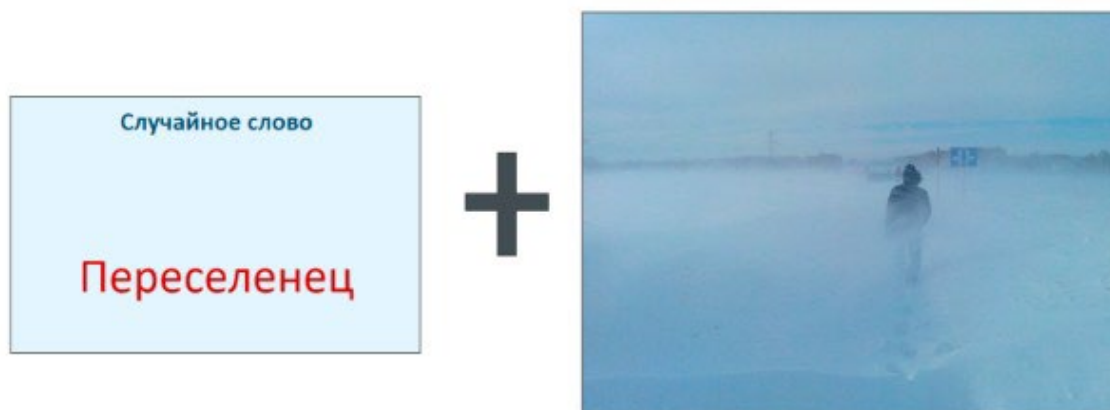 Случайное слово
Переселенец